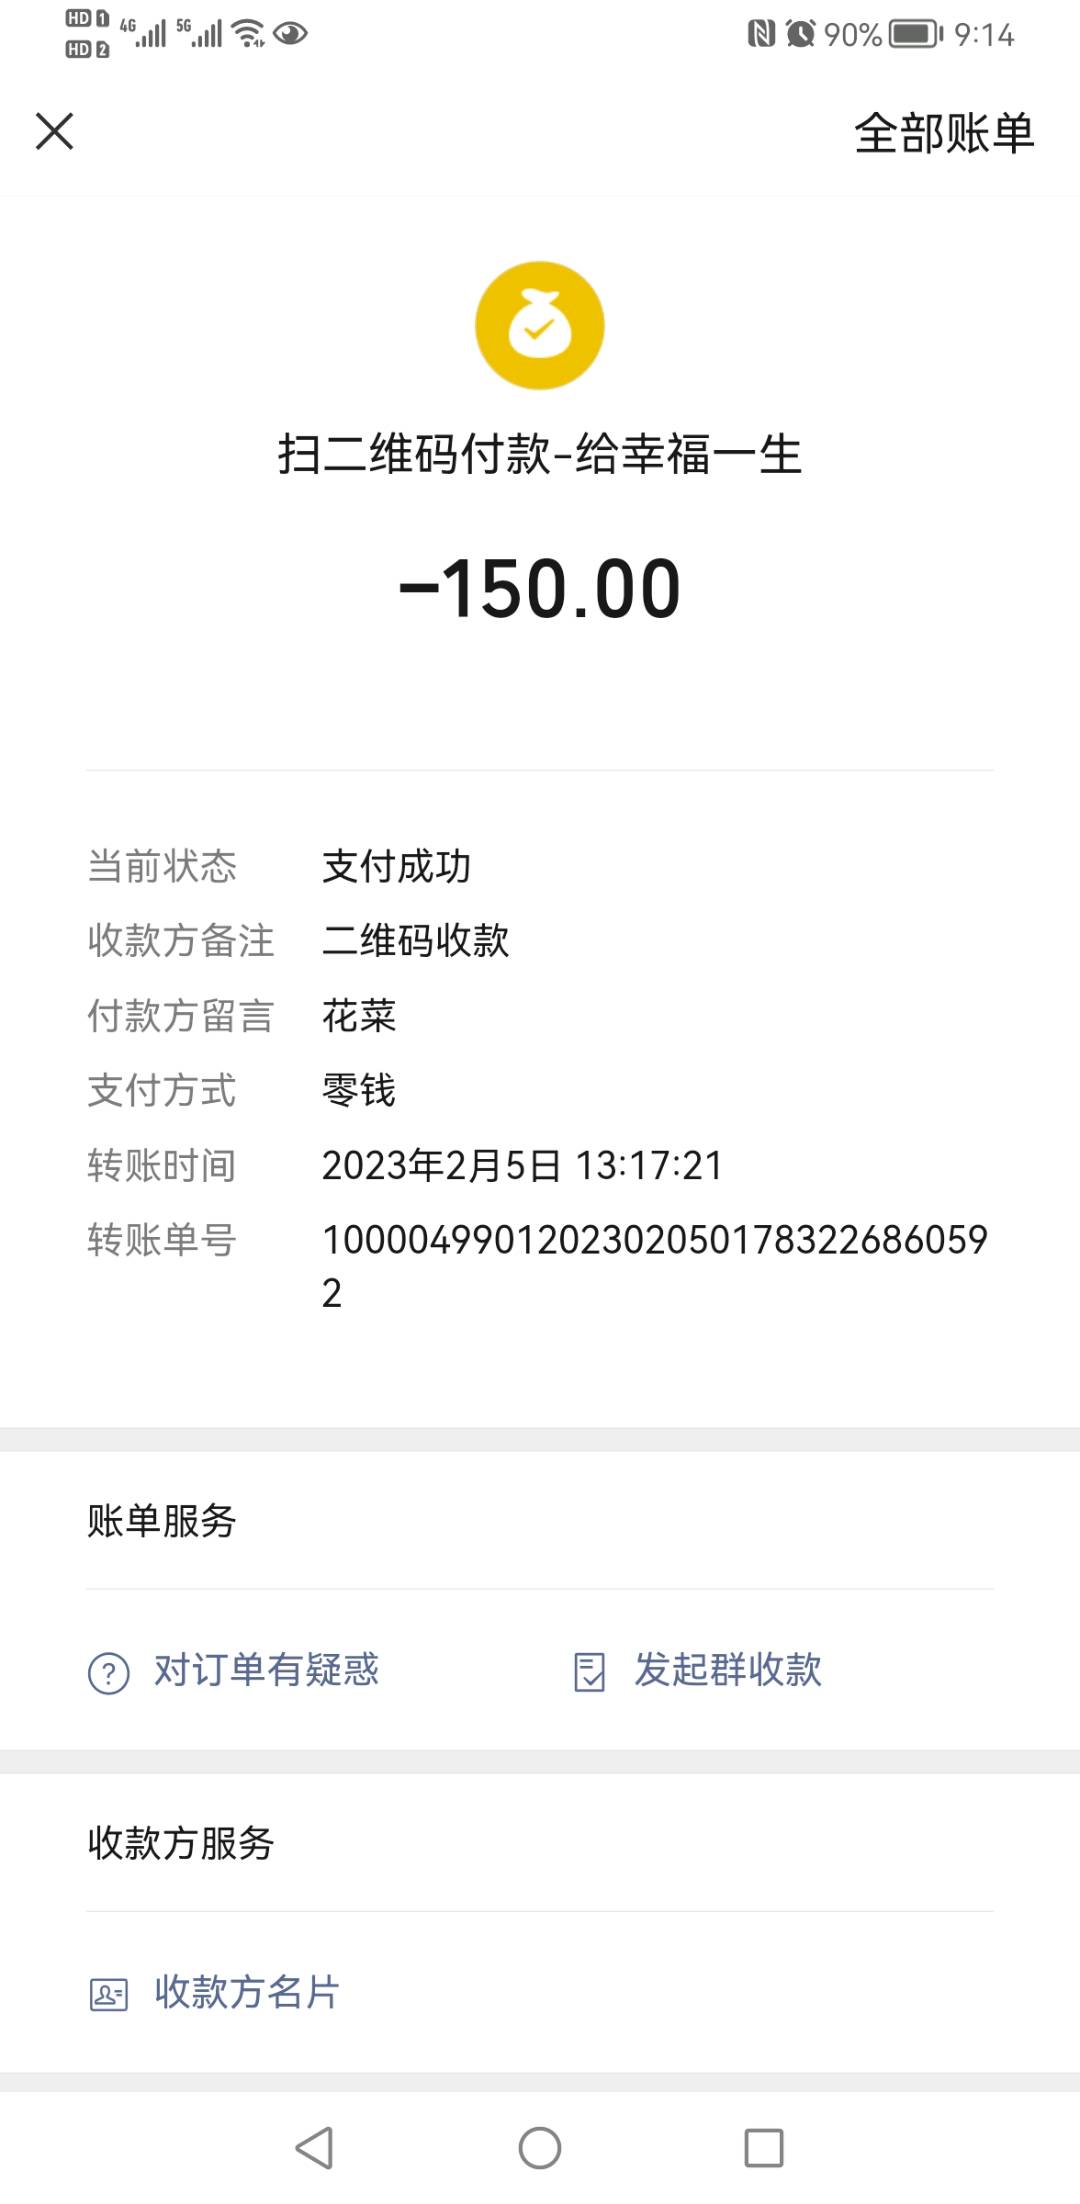 HD 1 4G 5G 90% 9:14
HD 2
全部账单
扫二维码付款-给幸福一生
-150.00
当前状态 支付成功
收款方备注 二维码收款
付款方留言 花菜
支付方式 零钱
转账时间 2023年2月5日 13:17:21
转账单号 1000049901202302050178322686059
2
账单服务
对订单有疑惑 发起群收款
收款方服务
收款方名片